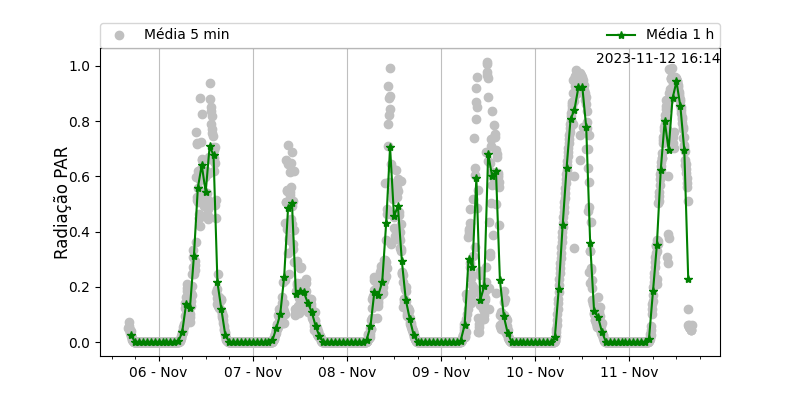 Média 5 min
Média 1 h
2023-11-12 16:14
Radiação PAR
1.0
0.8
0.6
0.4
0.2
0.0
06 - Nov
07 - Nov
08 - Nov
09 - Nov
10 - Nov
11 - Nov